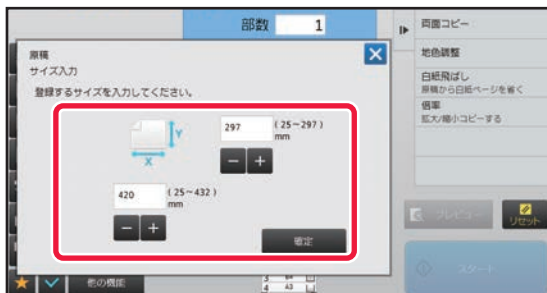 部数 1
両面コピー
地色調整
白紙飛ばし
原稿から白紙ページを省く
倍率
拡大/縮小コピーする
原稿
サイズ入力
登録するサイズを入力してください。
Y
X
297 (25~297)
mm
− +
420 (25~432)
mm
− +
確定
プレビュー
リセット
スタート
他の機能
4 A3